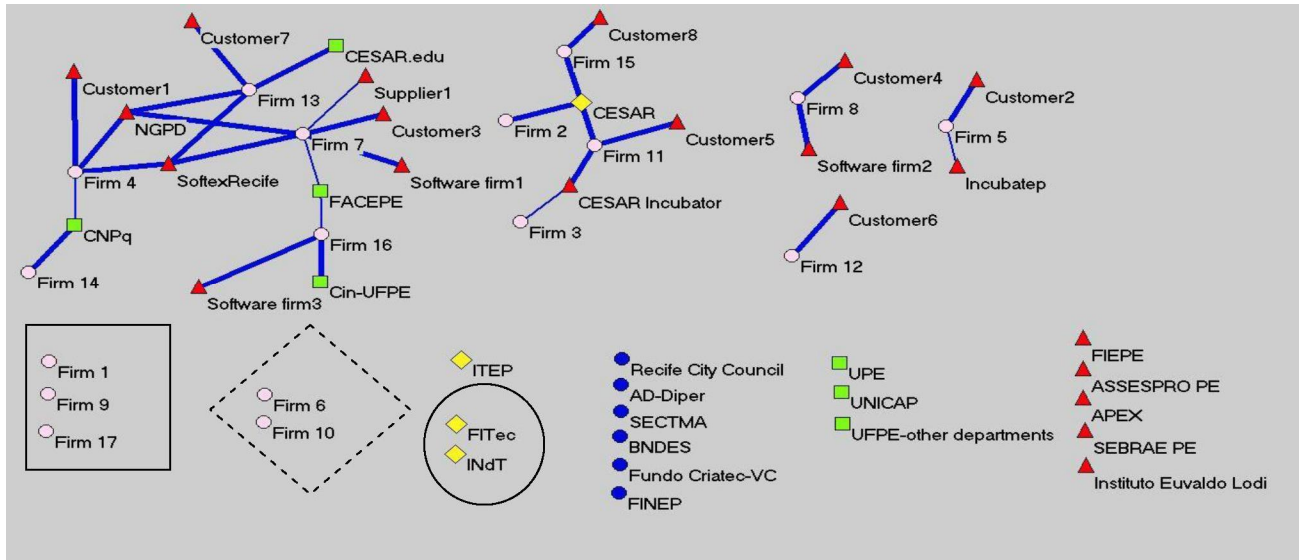 Customer7
CESAR.edu
Customer1
Firm 13
Supplier1
NGPD
Customer3
Firm 7
Firm 4
SoftexRecife
Software firm1
FACEPE
CNPq
Firm 16
Firm 14
Software firm3
Cin-UFPE
Customer8
Firm 15
CESAR
Firm 2
Customer5
Firm 11
CESAR Incubator
Firm 3
Customer4
Firm 8
Software firm2
Customer2
Firm 5
Incubatep
Customer6
Firm 12
Firm 1
Firm 9
Firm 17
Firm 6
Firm 10
ITEP
FITec
INdT
Recife City Council
AD-Diper
SECTMA
BNDES
Fundo Criatec-VC
FINEP
UPE
UNICAP
UFPE-other departments
FIEPE
ASSESPRO PE
APEX
SEBRAE PE
Instituto Euvaldo Lodi